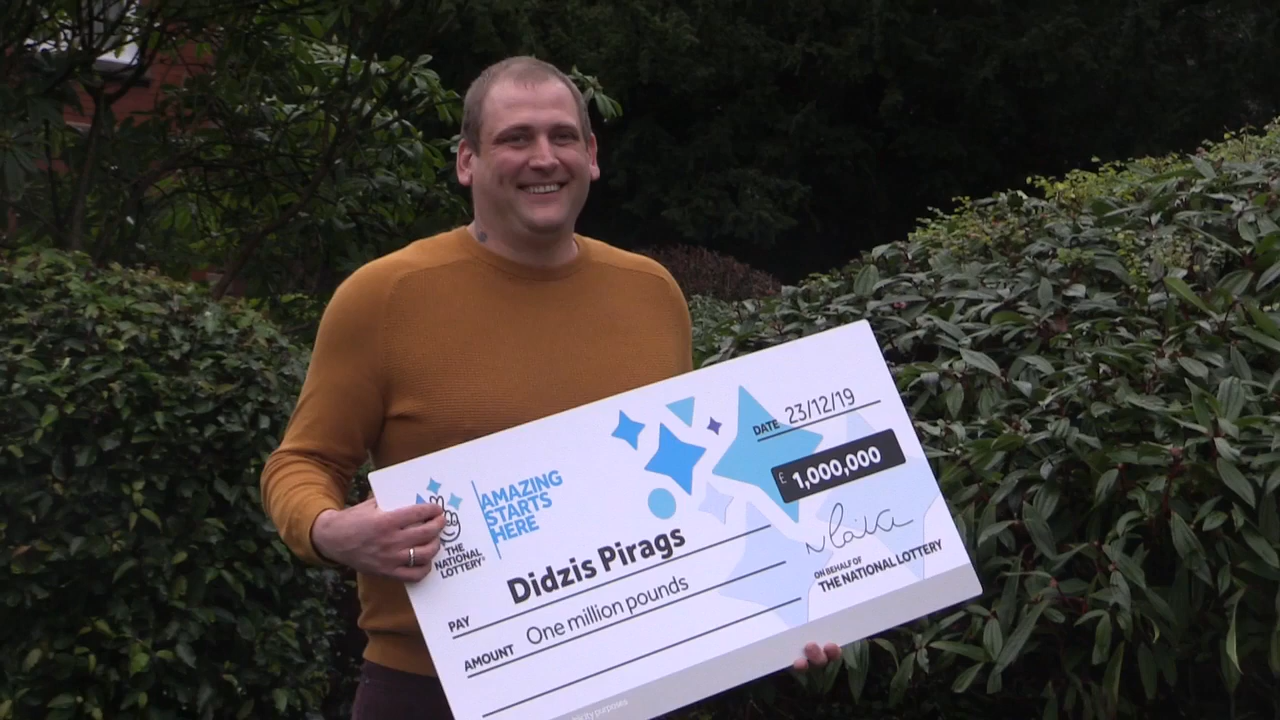 DATE 23/12/19
£ 1,000,000
AMAZING
STARTS
HERE
THE
NATIONAL
LOTTERY®
PAY Didzis Pirags
AMOUNT One million pounds
ON BEHALF OF
THE NATIONAL LOTTERY
purposes